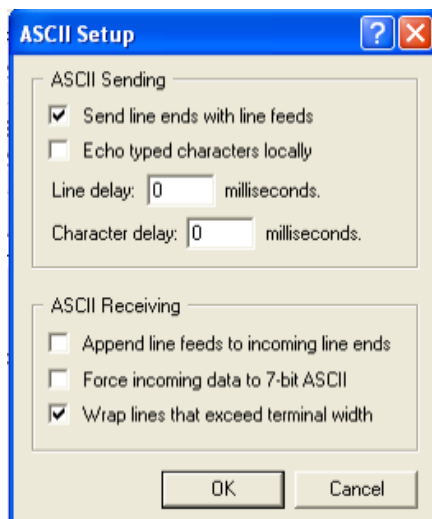 ASCII Setup
ASCII Sending
Send line ends with line feeds
Echo typed characters locally
Line delay: 0 milliseconds.
Character delay: 0 milliseconds.
ASCII Receiving
Append line feeds to incoming line ends
Force incoming data to 7-bit ASCII
Wrap lines that exceed terminal width
OK Cancel